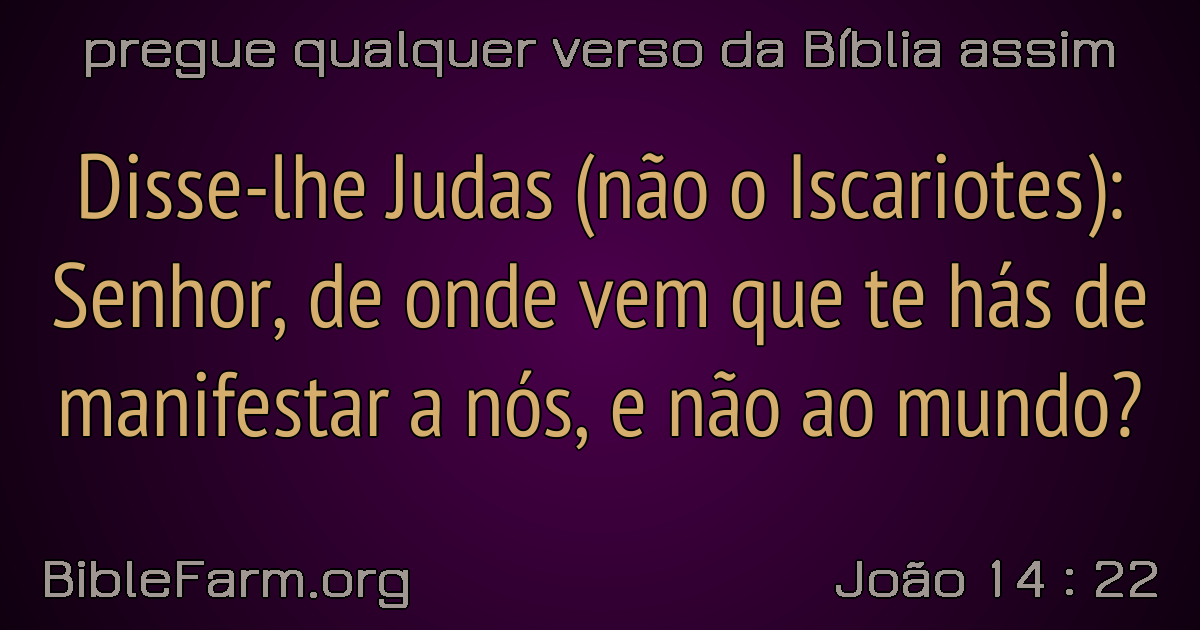 pregue qualquer verso da Bíblia assim
Disse-lhe Judas (não o Iscariotes):
Senhor, de onde vem que te hás de
manifestar a nós, e não ao mundo?
BibleFarm.org
João 14 : 22